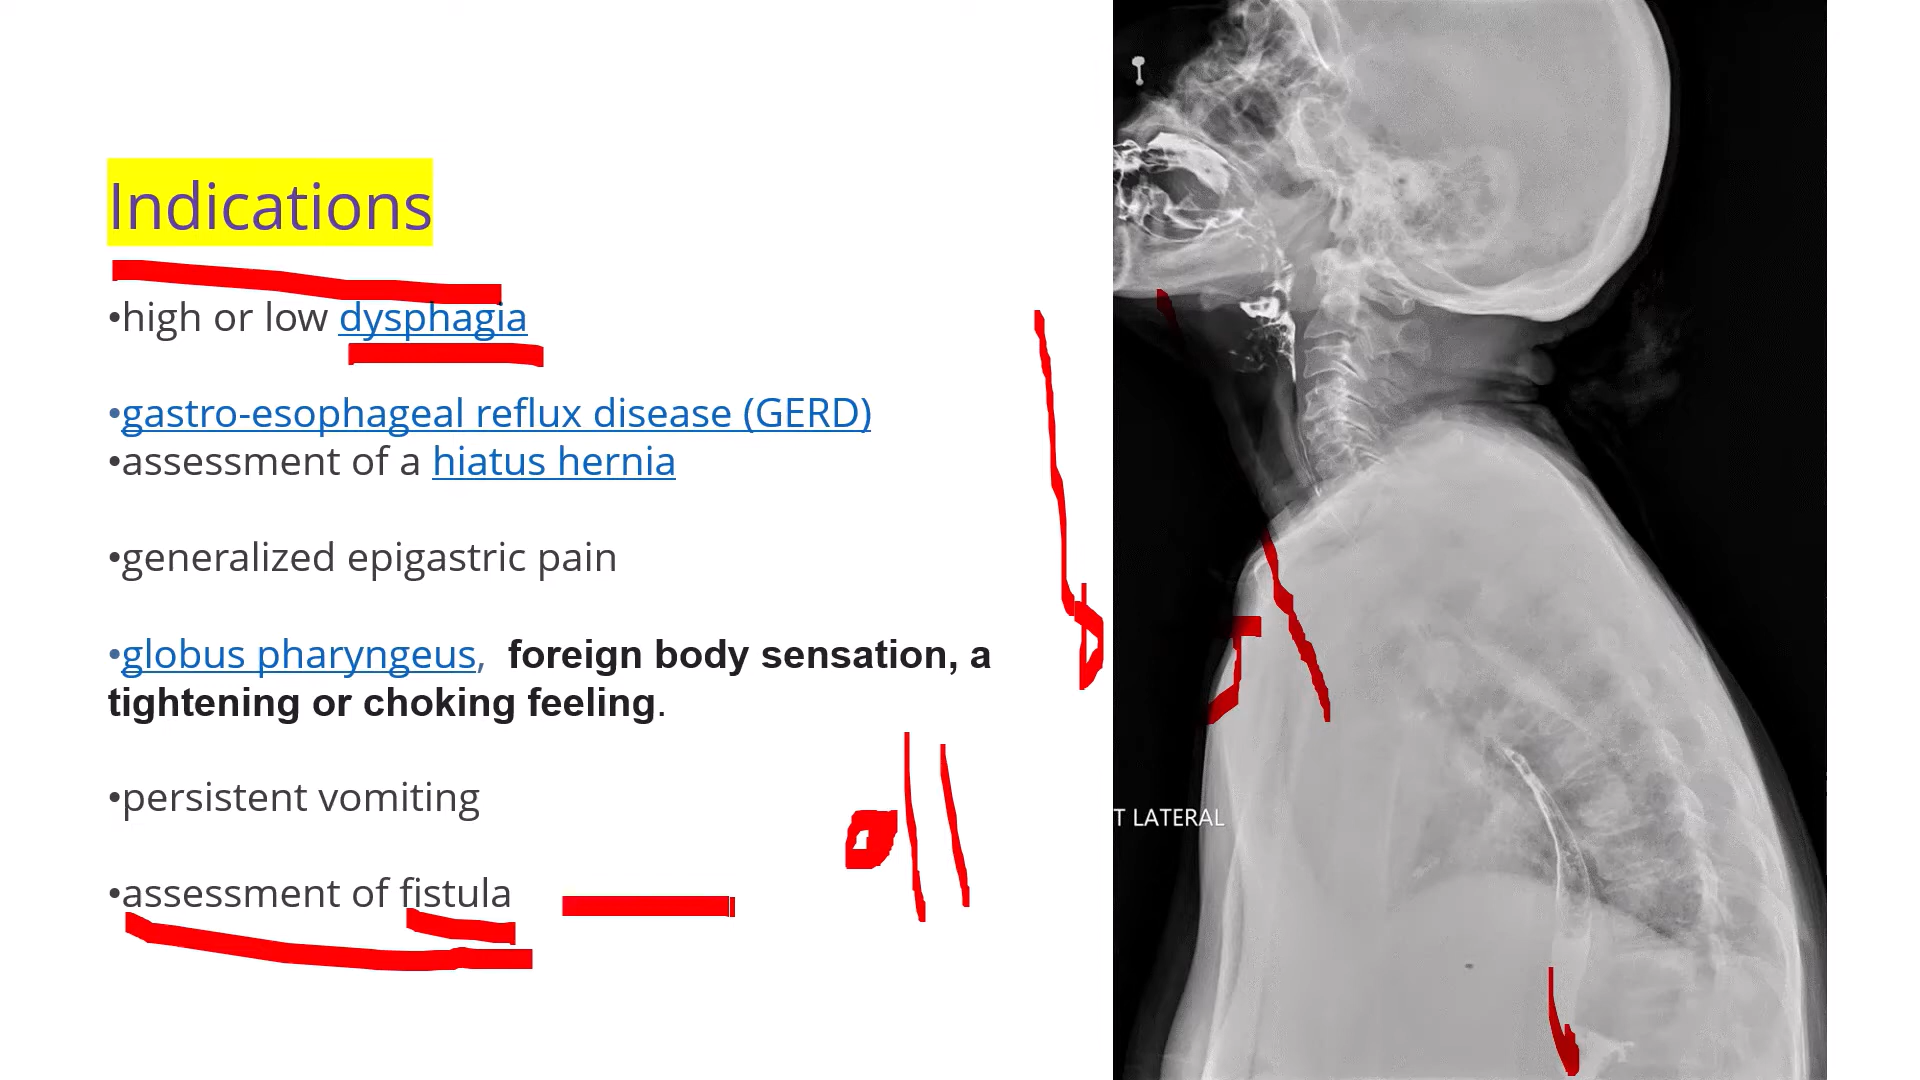 Indications
•high or low dysphagia
•gastro-esophageal reflux disease (GERD)
•assessment of a hiatus hernia
•generalized epigastric pain
•globus pharyngeus,  foreign body sensation, a
tightening or choking feeling.
•persistent vomiting
•assessment of fistula
T LATERAL